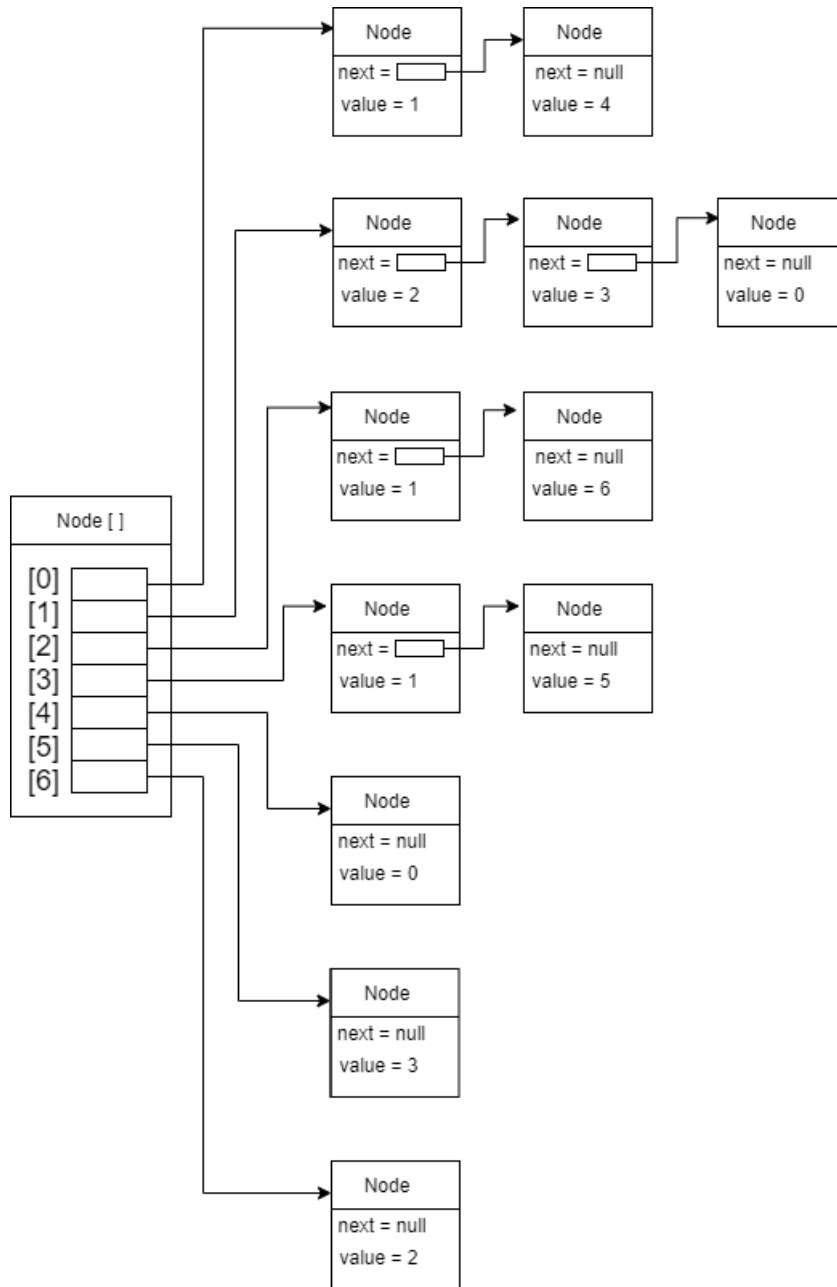 Node
next =
value = 1
Node
next = null
value = 4
Node
next =
value = 2
Node
next =
value = 3
Node
next = null
value = 0
Node
next =
value = 1
Node
next = null
value = 6
Node [ ]
[0]
[1]
[2]
[3]
[4]
[5]
[6]
Node
next =
value = 1
Node
next = null
value = 5
Node
next = null
value = 0
Node
next = null
value = 3
Node
next = null
value = 2